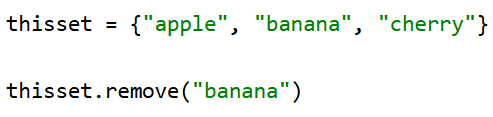 thisset = {"apple", "banana", "cherry"}
thisset.remove("banana")